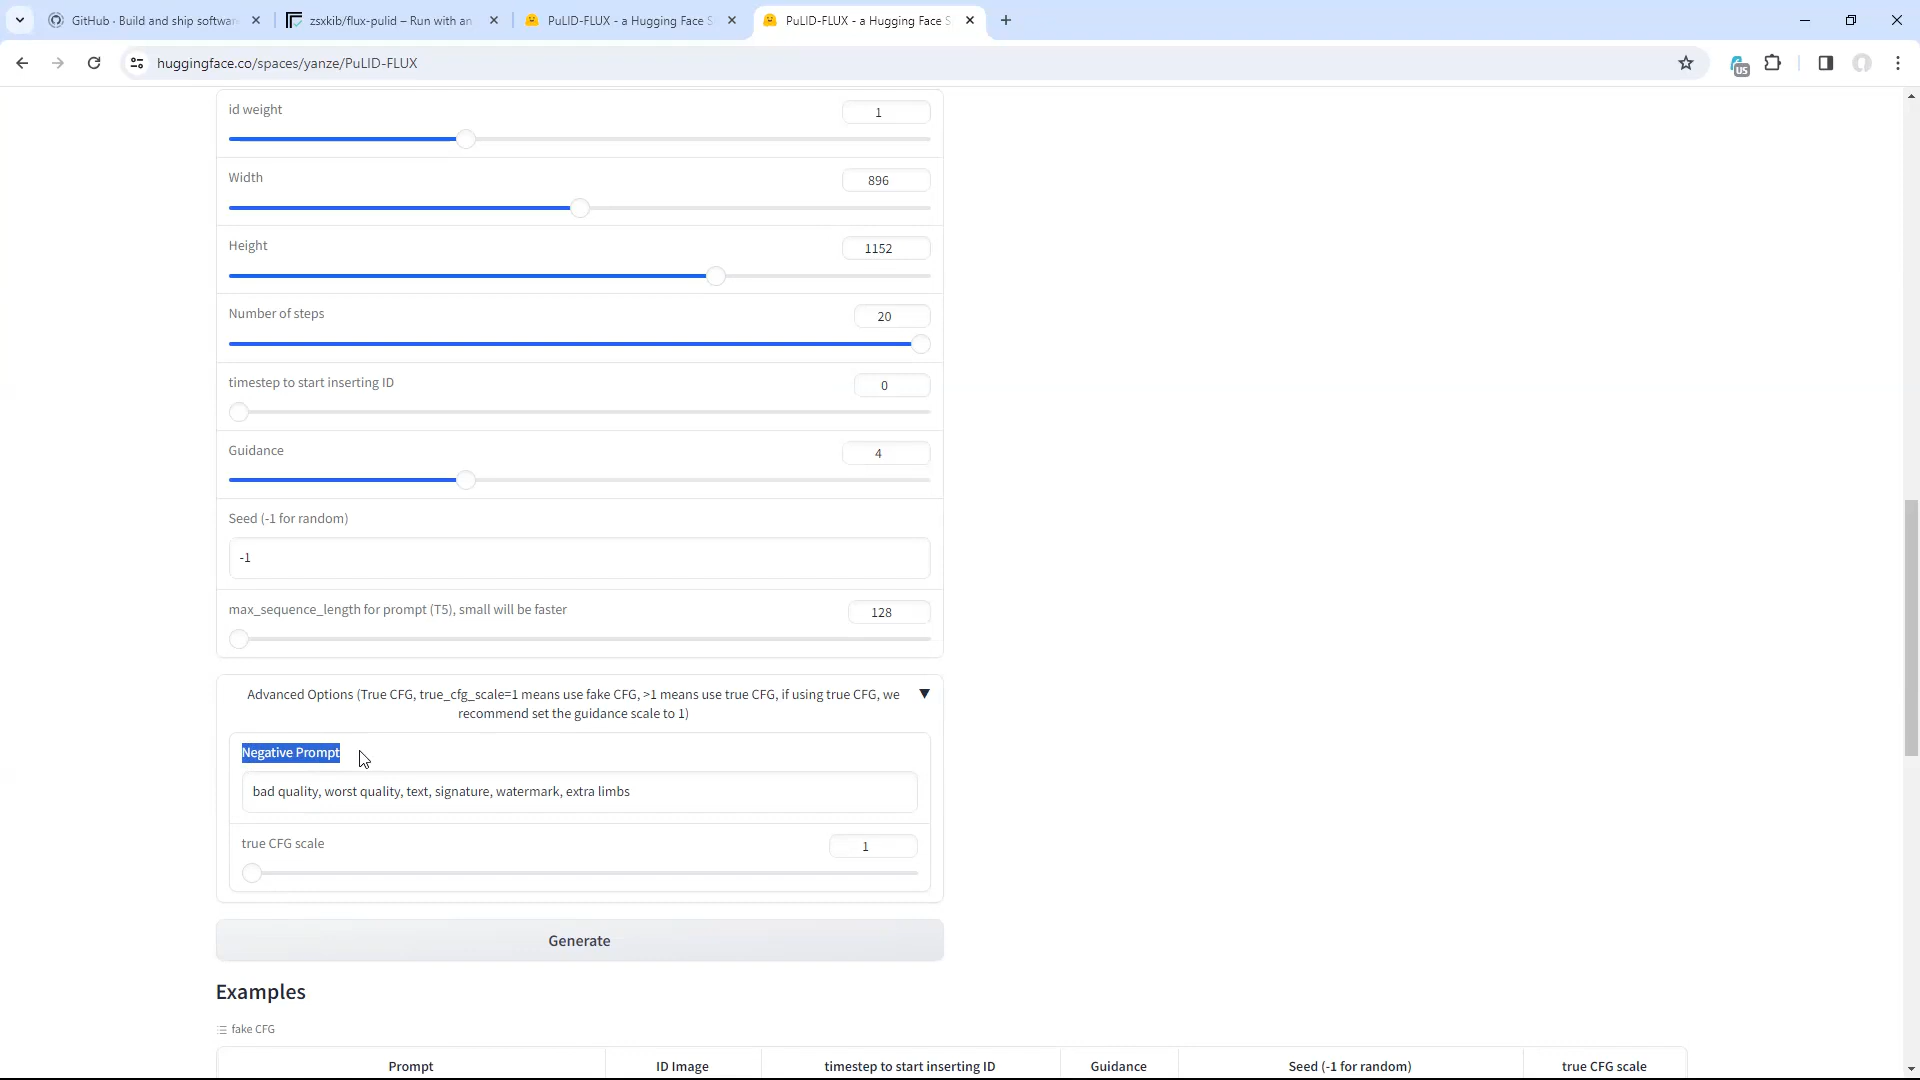 GitHub · Build and ship softwar
zsxkib/flux-pulid – Run with an
PuLID-FLUX - a Hugging Face S
PuLID-FLUX - a Hugging Face S
huggingface.co/spaces/yanze/PuLID-FLUX
US
id weight
1
Width
896
Height
1152
Number of steps
20
timestep to start inserting ID
0
Guidance
4
Seed (-1 for random)
-1
max_sequence_length for prompt (T5), small will be faster
128
Advanced Options (True CFG, true_cfg_scale=1 means use fake CFG, >1 means use true CFG, if using true CFG, we
recommend set the guidance scale to 1)
Negative Prompt
bad quality, worst quality, text, signature, watermark, extra limbs
true CFG scale
1
Generate
Examples
fake CFG
Prompt ID Image timestep to start inserting ID Guidance Seed (-1 for random) true CFG scale